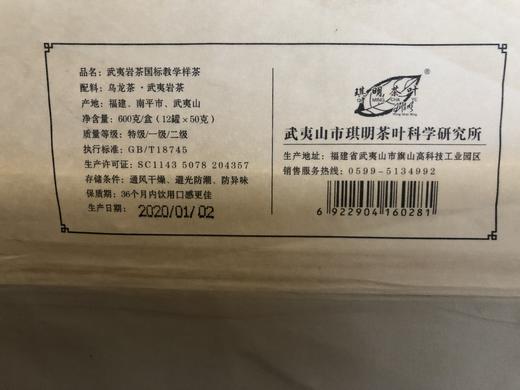 品名：武夷岩茶国标教学样茶
配料：乌龙茶·武夷岩茶
产地：福建、南平市、武夷山
净含量：600克/盒（12罐×50克）
质量等级：特级/一级/二级
执行标准：GB/T18745
生产许可证：SC1143 5078 204357
存储条件：通风干燥、避光防潮、防异味
保质期：36个月内饮用口感更佳
生产日期：2020/01/02
琪明茶叶
MING CHA
®
武夷山市琪明茶叶科学研究所
生产地址：福建省武夷山市旗山高科技工业园区
销售服务热线：0599-5134992
6 922904 160281